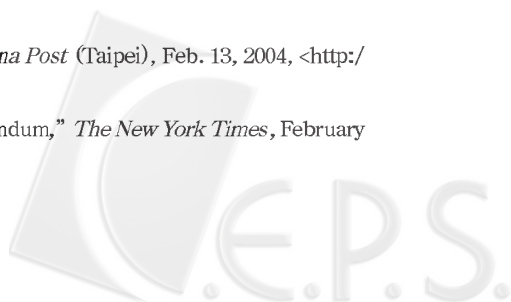 na Post (Taipei), Feb. 13, 2004, <http:/
ndum,” The New York Times, February
C.E.P.S.